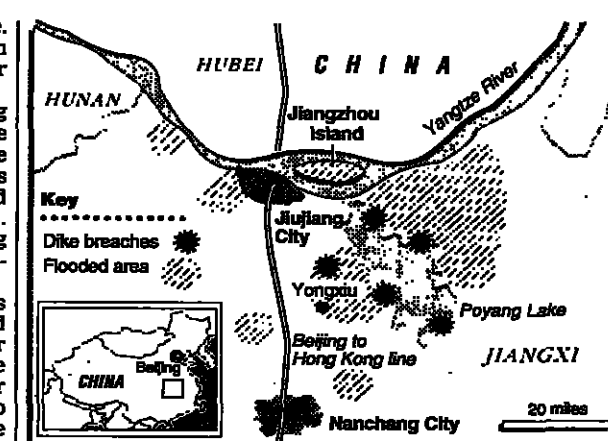 HUBEI
CHINA
HUNAN
Yangtze River
Jiangzhou
Island
Key
Dike breaches
Flooded area
Jiujiang
City
Yongxiu
Poyang Lake
Beijing to
Hong Kong line
JIANGXI
Beijing
CHINA
Nanchang City
20 miles